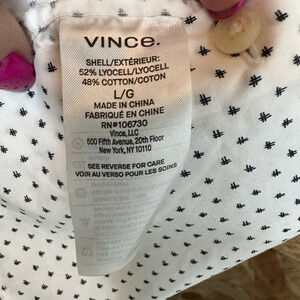 VINCE.
SHELL/EXTÉRIEUR:
52% LYOCELL/LYOCELL
48% COTTON/COTON
L/G
MADE IN CHINA
FABRIQUÉ EN CHINE
RN#106730
Vince, LLC
500 Fifth Avenue, 20th Floor
New York, NY 10110
SEE REVERSE FOR CARE
VOIR AU VERSO POUR LES SOINS